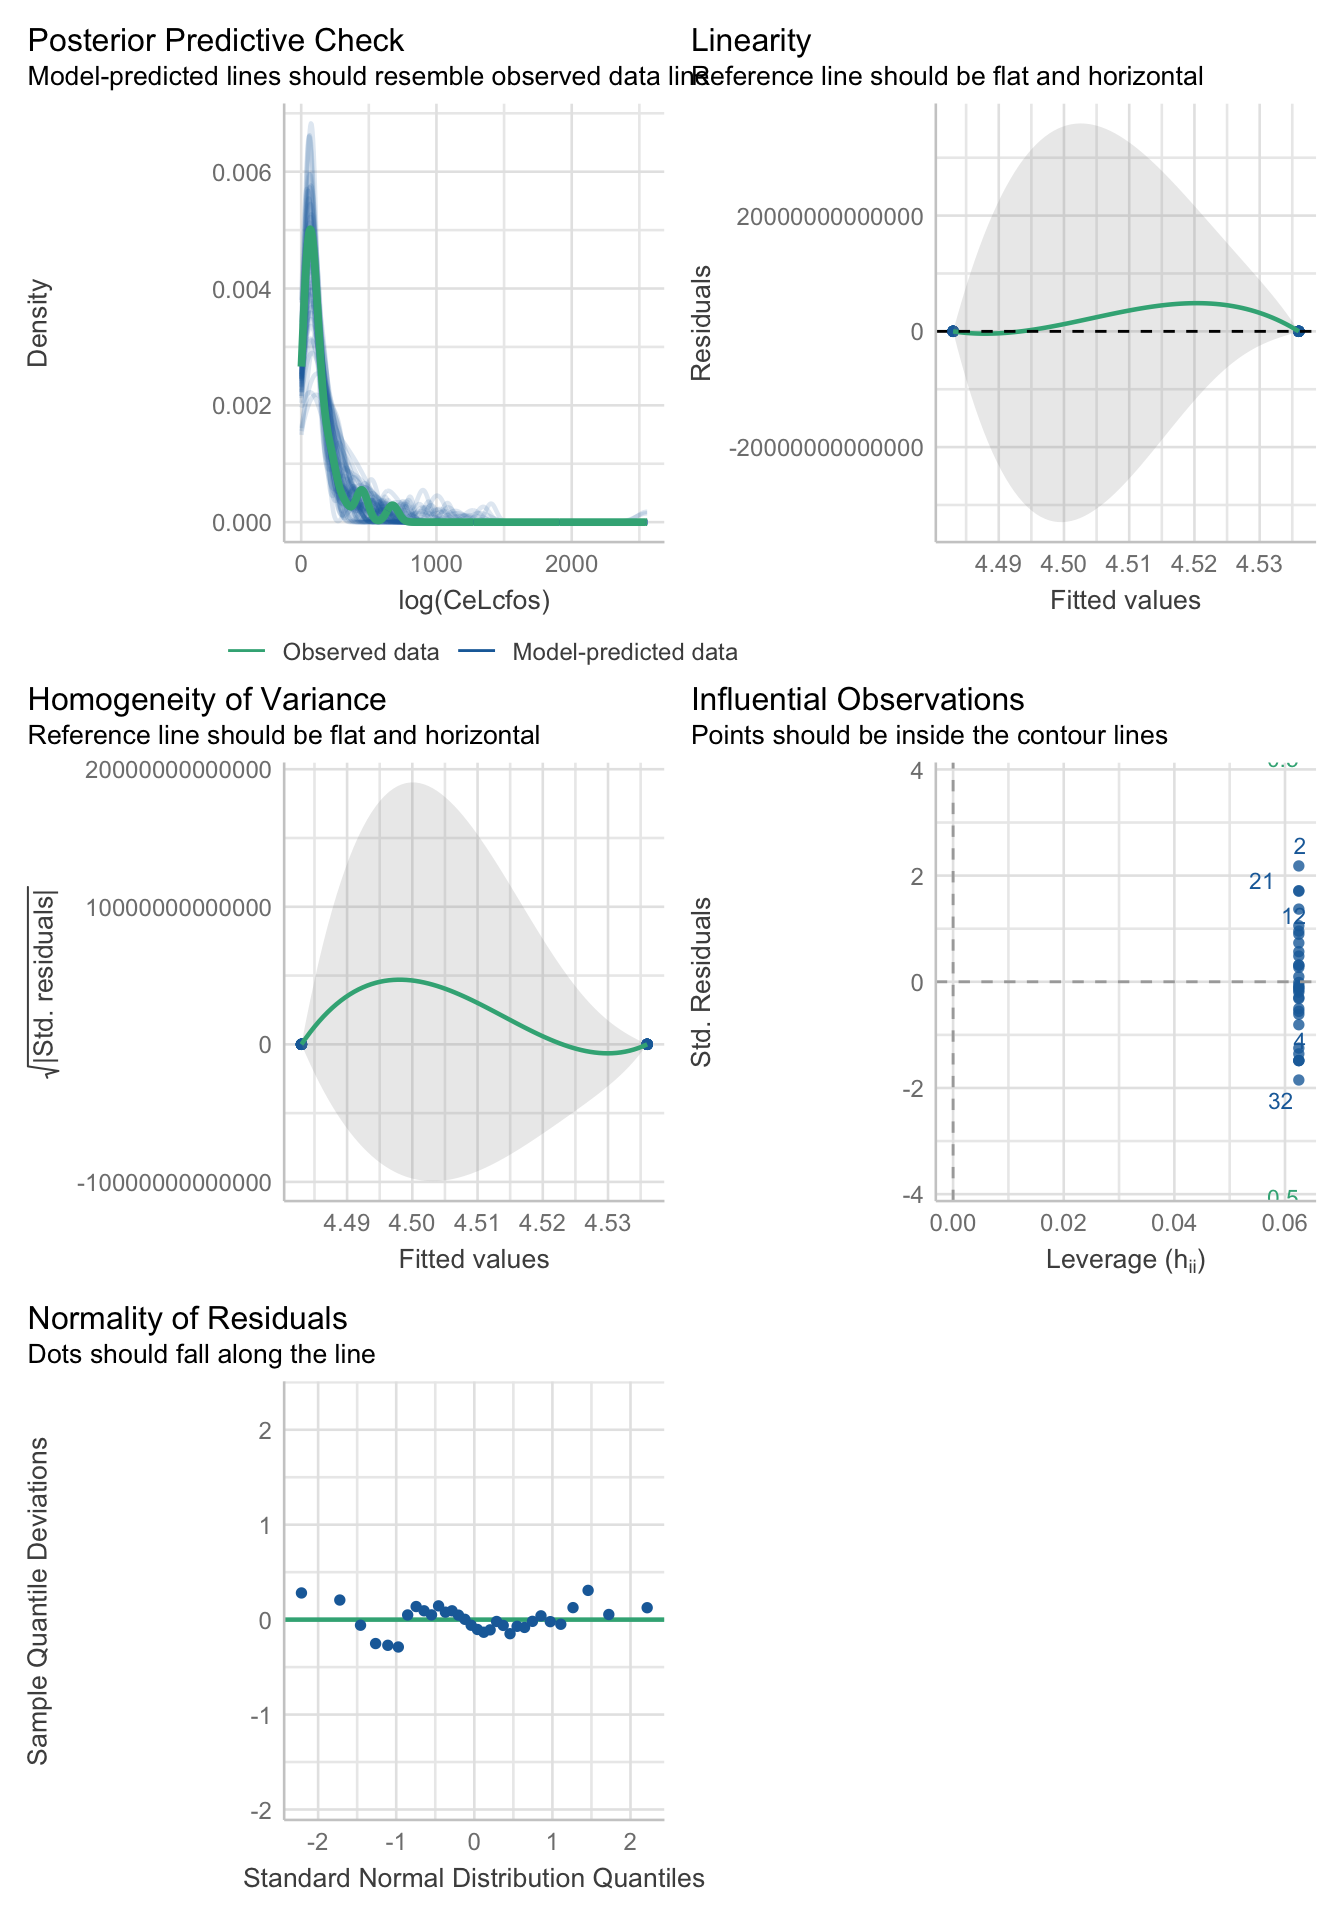 Posterior Predictive Check
Model-predicted lines should resemble observed data line
Density
0.006
0.004
0.002
0.000
0 1000 2000
log(CeLcfos)
Observed data Model-predicted data
Linearity
Reference line should be flat and horizontal
Residuals
20000000000000
0
-20000000000000
4.49 4.50 4.51 4.52 4.53
Fitted values
Homogeneity of Variance
Reference line should be flat and horizontal
√|Std. residuals|
20000000000000
10000000000000
0
-10000000000000
4.49 4.50 4.51 4.52 4.53
Fitted values
Influential Observations
Points should be inside the contour lines
Std. Residuals
4
2
0
-2
-4
2
21
12
4
32
0.5
0.00 0.02 0.04 0.06
Leverage (hii)
Normality of Residuals
Dots should fall along the line
Sample Quantile Deviations
2
1
0
-1
-2
-2 -1 0 1 2
Standard Normal Distribution Quantiles